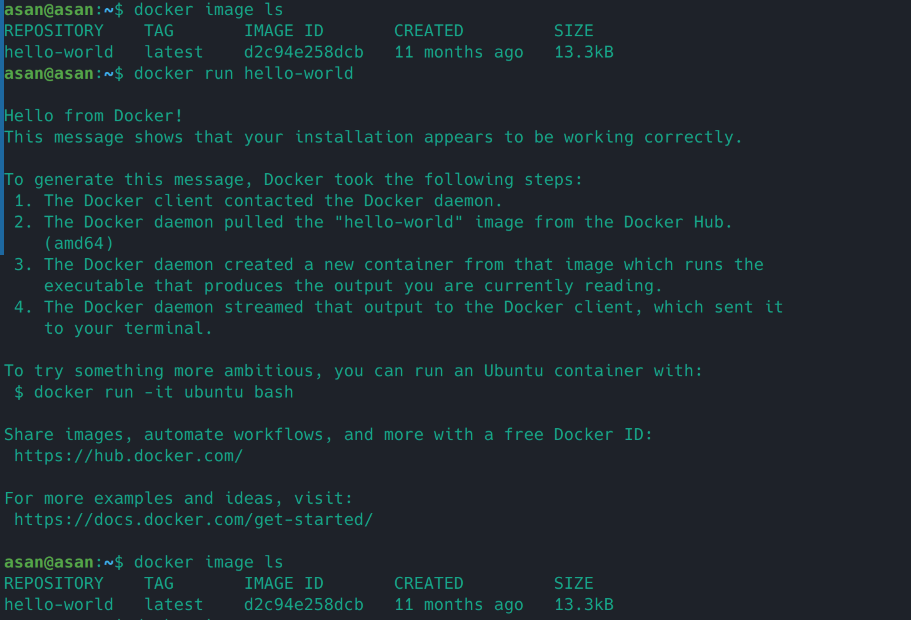 asan@asan:~$ docker image ls
REPOSITORY    TAG       IMAGE ID       CREATED         SIZE
hello-world   latest    d2c94e258dcb   11 months ago   13.3kB
asan@asan:~$ docker run hello-world

Hello from Docker!
This message shows that your installation appears to be working correctly.

To generate this message, Docker took the following steps:
 1. The Docker client contacted the Docker daemon.
 2. The Docker daemon pulled the "hello-world" image from the Docker Hub.
    (amd64)
 3. The Docker daemon created a new container from that image which runs the
    executable that produces the output you are currently reading.
 4. The Docker daemon streamed that output to the Docker client, which sent it
    to your terminal.

To try something more ambitious, you can run an Ubuntu container with:
 $ docker run -it ubuntu bash

Share images, automate workflows, and more with a free Docker ID:
 https://hub.docker.com/

For more examples and ideas, visit:
 https://docs.docker.com/get-started/

asan@asan:~$ docker image ls
REPOSITORY    TAG       IMAGE ID       CREATED         SIZE
hello-world   latest    d2c94e258dcb   11 months ago   13.3kB